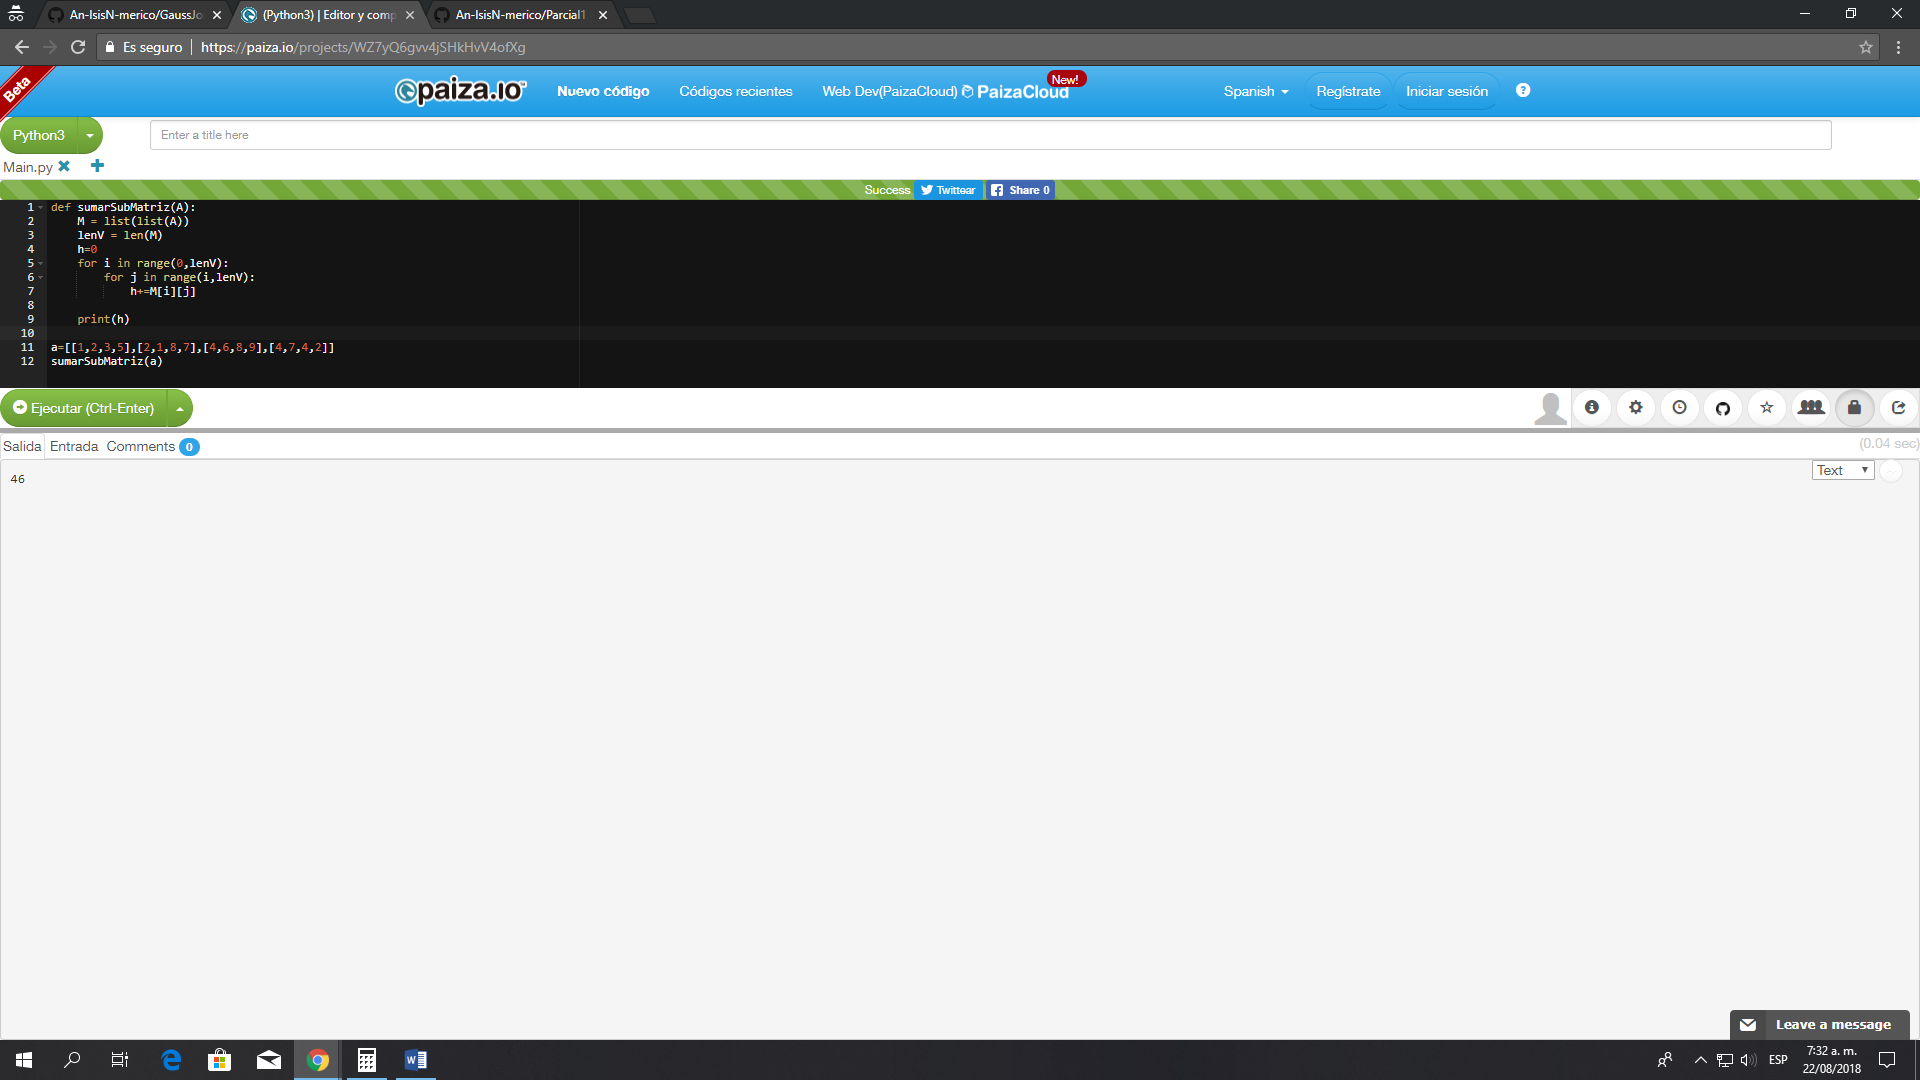 An-IsisN-merico/GaussJo
(Python3) | Editor y comp
An-IsisN-merico/Parcial1
Es seguro
https://paiza.io/projects/WZ7yQ6gvv4jSHkHvV4ofXg
Beta
paiza.io
Nuevo código
Códigos recientes
Web Dev(PaizaCloud)
PaizaCloud
New!
Spanish
Regístrate
Iniciar sesión
?
Python3
Enter a title here
Main.py
Success
Twittear
Share 0
1 def sumarSubMatriz(A):
2 M = list(list(A))
3 lenV = len(M)
4 h=0
5 for i in range(0,lenV):
6 for j in range(i,lenV):
7 h+=M[i][j]
8
9 print(h)
10
11 a=[[1,2,3,5],[2,1,8,7],[4,6,8,9],[4,7,4,2]]
12 sumarSubMatriz(a)
Ejecutar (Ctrl-Enter)
Salida
Entrada
Comments 0
(0.04 sec)
Text
46
Leave a message
ESP
7:32 a. m.
22/08/2018